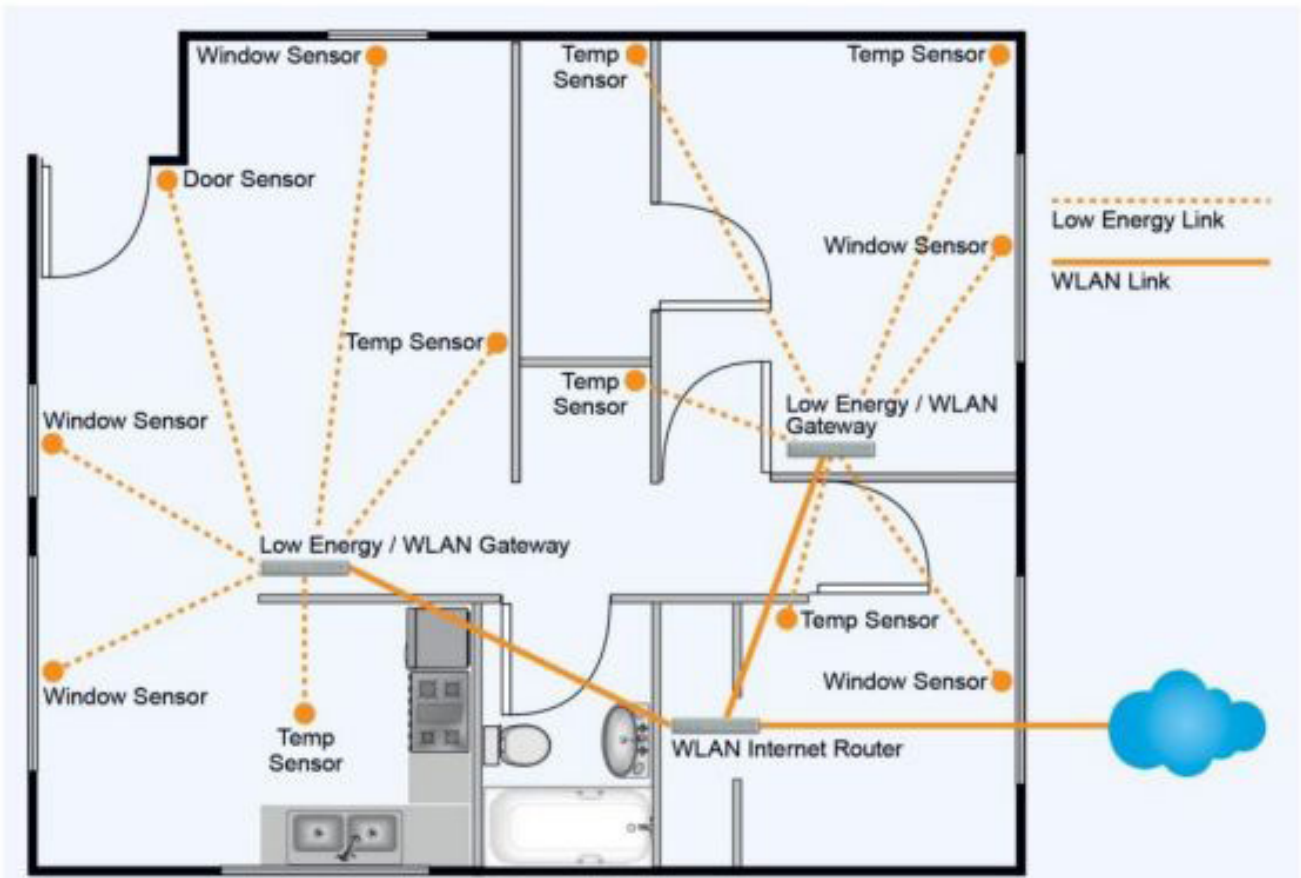 Window Sensor
Temp
Sensor
Temp Sensor
Door Sensor
Low Energy Link
Window Sensor
WLAN Link
Temp Sensor
Temp
Sensor
Low Energy / WLAN
Gateway
Window Sensor
Low Energy / WLAN Gateway
Temp Sensor
Window Sensor
Window Sensor
Temp
Sensor
WLAN Internet Router